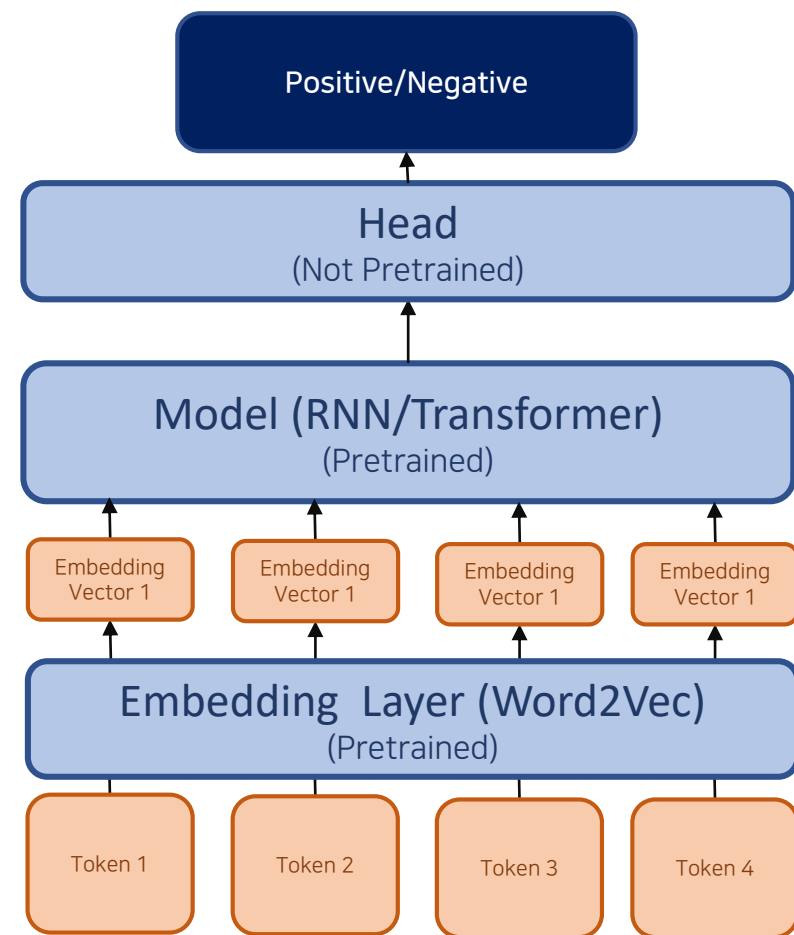 Positive/Negative
Head
(Not Pretrained)
Model (RNN/Transformer)
(Pretrained)
Embedding
Vector 1
Embedding
Vector 1
Embedding
Vector 1
Embedding
Vector 1
Embedding Layer (Word2Vec)
(Pretrained)
Token 1
Token 2
Token 3
Token 4